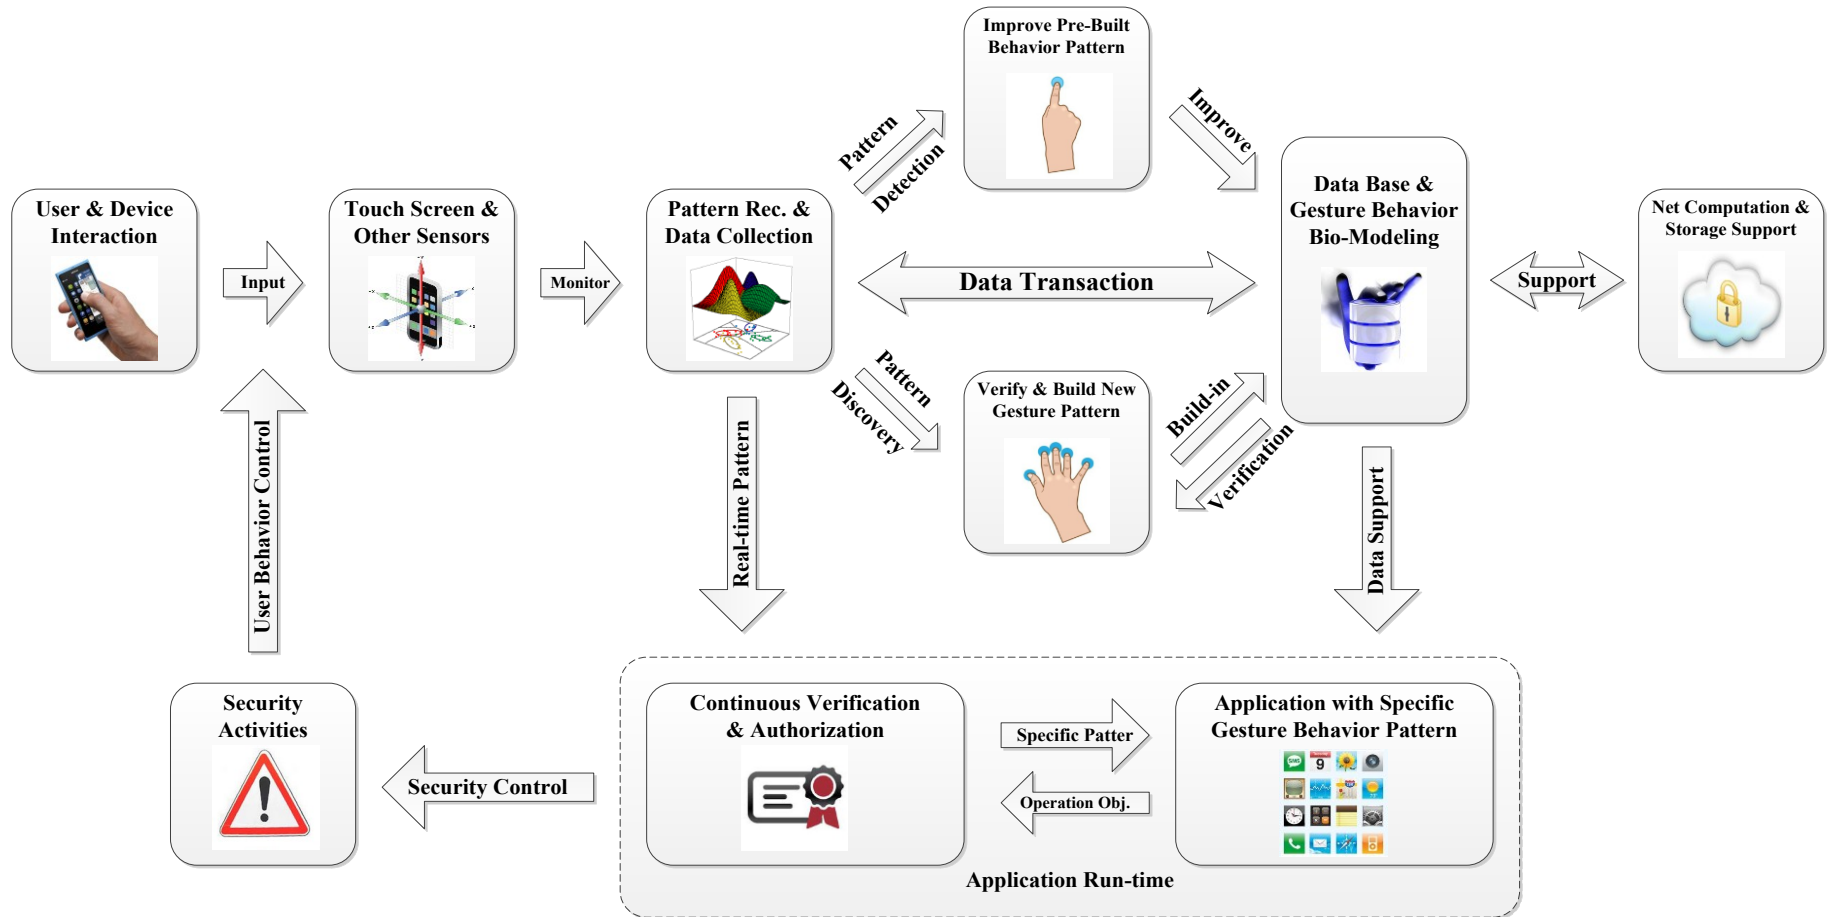 Improve Pre-Built
Behavior Pattern
Pattern
Detection
Improve
User & Device
Interaction
Input
Touch Screen &
Other Sensors
Monitor
Pattern Rec. &
Data Collection
Data Transaction
Data Base &
Gesture Behavior
Bio-Modeling
Support
Net Computation &
Storage Support
Pattern
Discovery
Verify & Build New
Gesture Pattern
Build-in
Verification
User Behavior Control
Real-time Pattern
Data Support
Security
Activities
Security Control
Continuous Verification
& Authorization
Specific Patter
Operation Obj.
Application with Specific
Gesture Behavior Pattern
SMS
9
Application Run-time